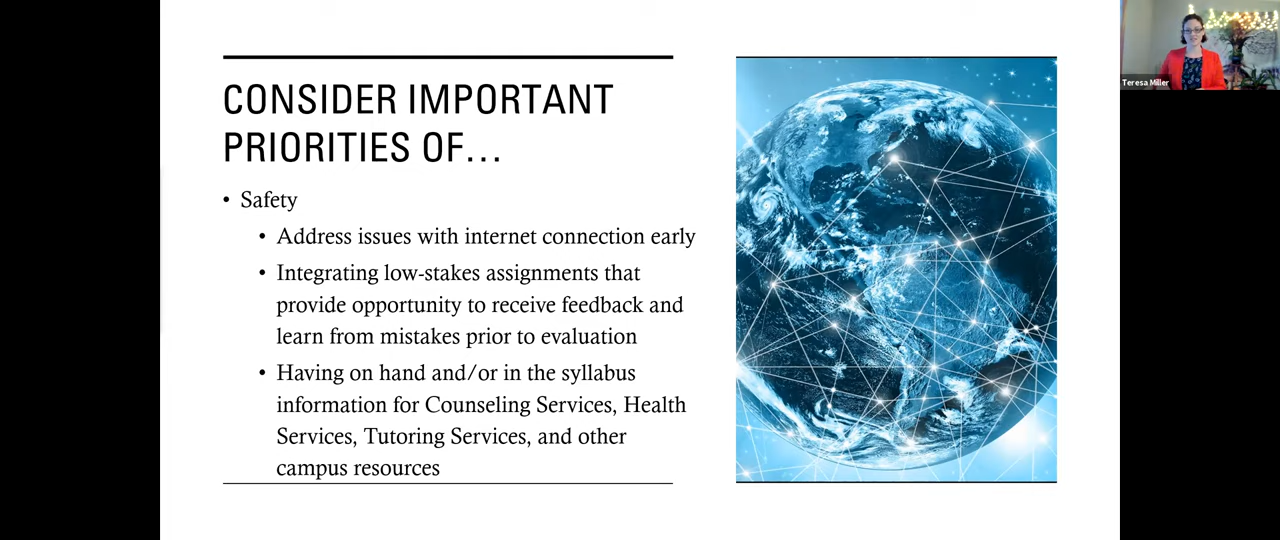 CONSIDER IMPORTANT
PRIORITIES OF...
• Safety
• Address issues with internet connection early
• Integrating low-stakes assignments that
provide opportunity to receive feedback and
learn from mistakes prior to evaluation
• Having on hand and/or in the syllabus
information for Counseling Services, Health
Services, Tutoring Services, and other
campus resources
Teresa Miller